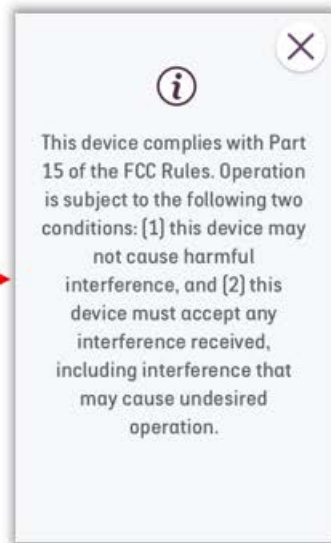 This device complies with Part
15 of the FCC Rules. Operation
is subject to the following two
conditions: (1) this device may
not cause harmful
interference, and (2) this
device must accept any
interference received,
including interference that
may cause undesired
operation.